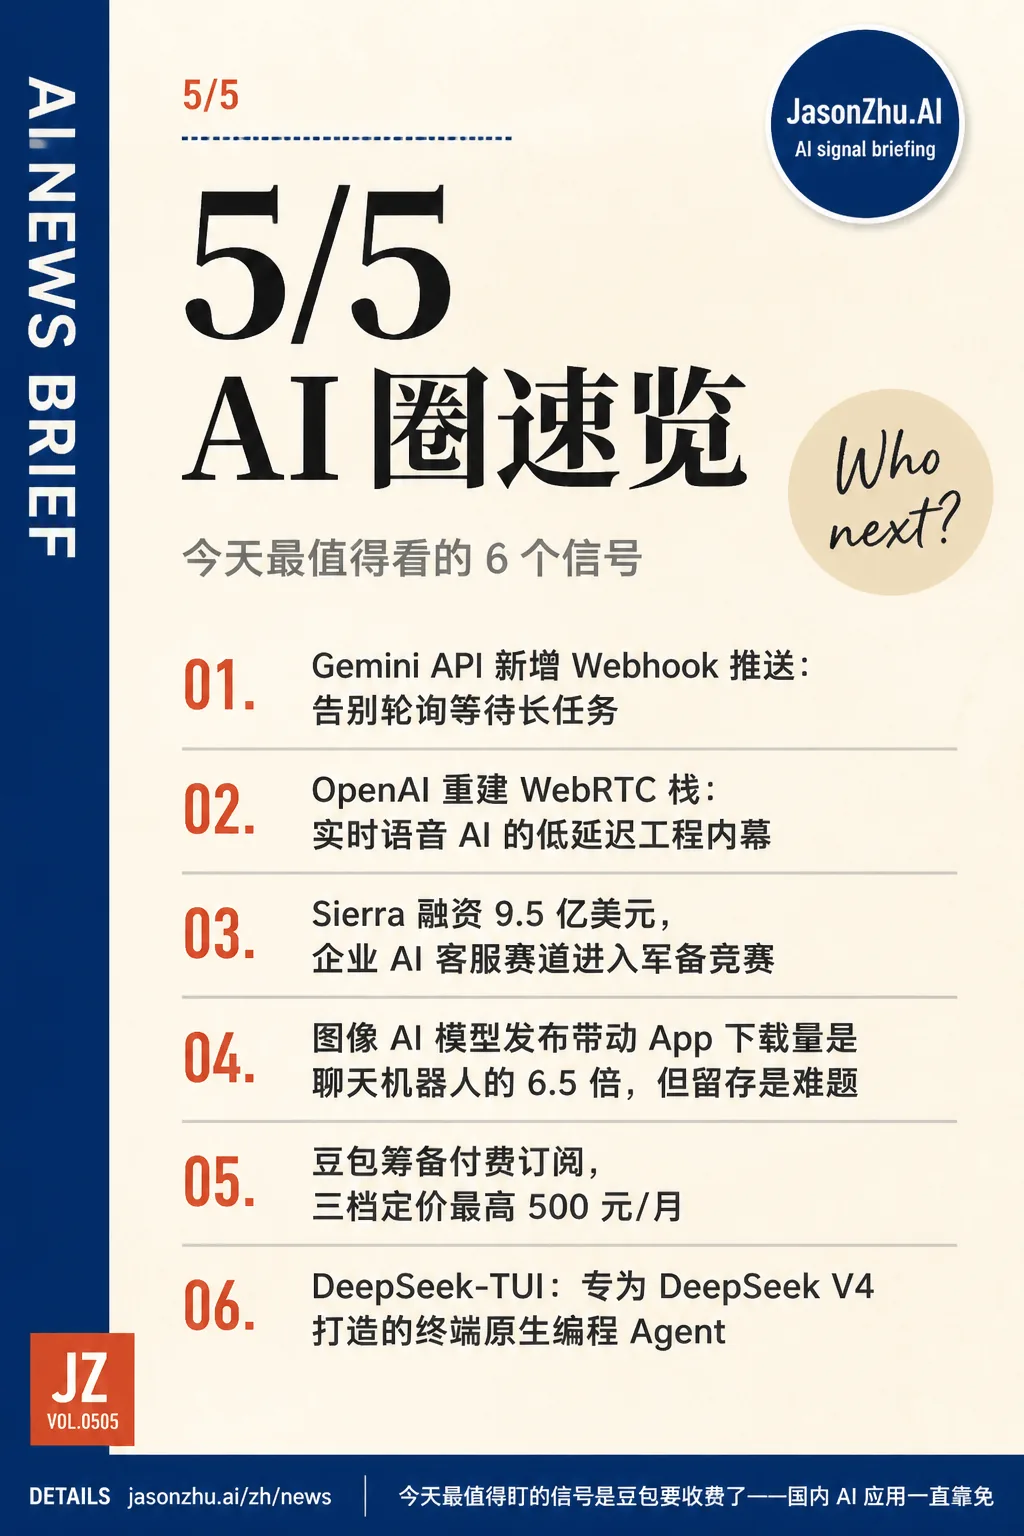 AI NEWS BRIEF
5/5
JasonZhu.AI
AI signal briefing
5/5
AI 圈速览
Who
next?
今天最值得看的 6 个信号
01.
Gemini API 新增 Webhook 推送：
告别轮询等待长任务
02.
OpenAI 重建 WebRTC 栈：
实时语音 AI 的低延迟工程内幕
03.
Sierra 融资 9.5 亿美元，
企业 AI 客服赛道进入军备竞赛
04.
图像 AI 模型发布带动 App 下载量是
聊天机器人的 6.5 倍，但留存是难题
05.
豆包筹备付费订阅，
三档定价最高 500 元/月
06.
DeepSeek-TUI：专为 DeepSeek V4
打造的终端原生编程 Agent
JZ
VOL.0505
DETAILS jasonzhu.ai/zh/news
今天最值得盯的信号是豆包要收费了——国内 AI 应用一直靠免